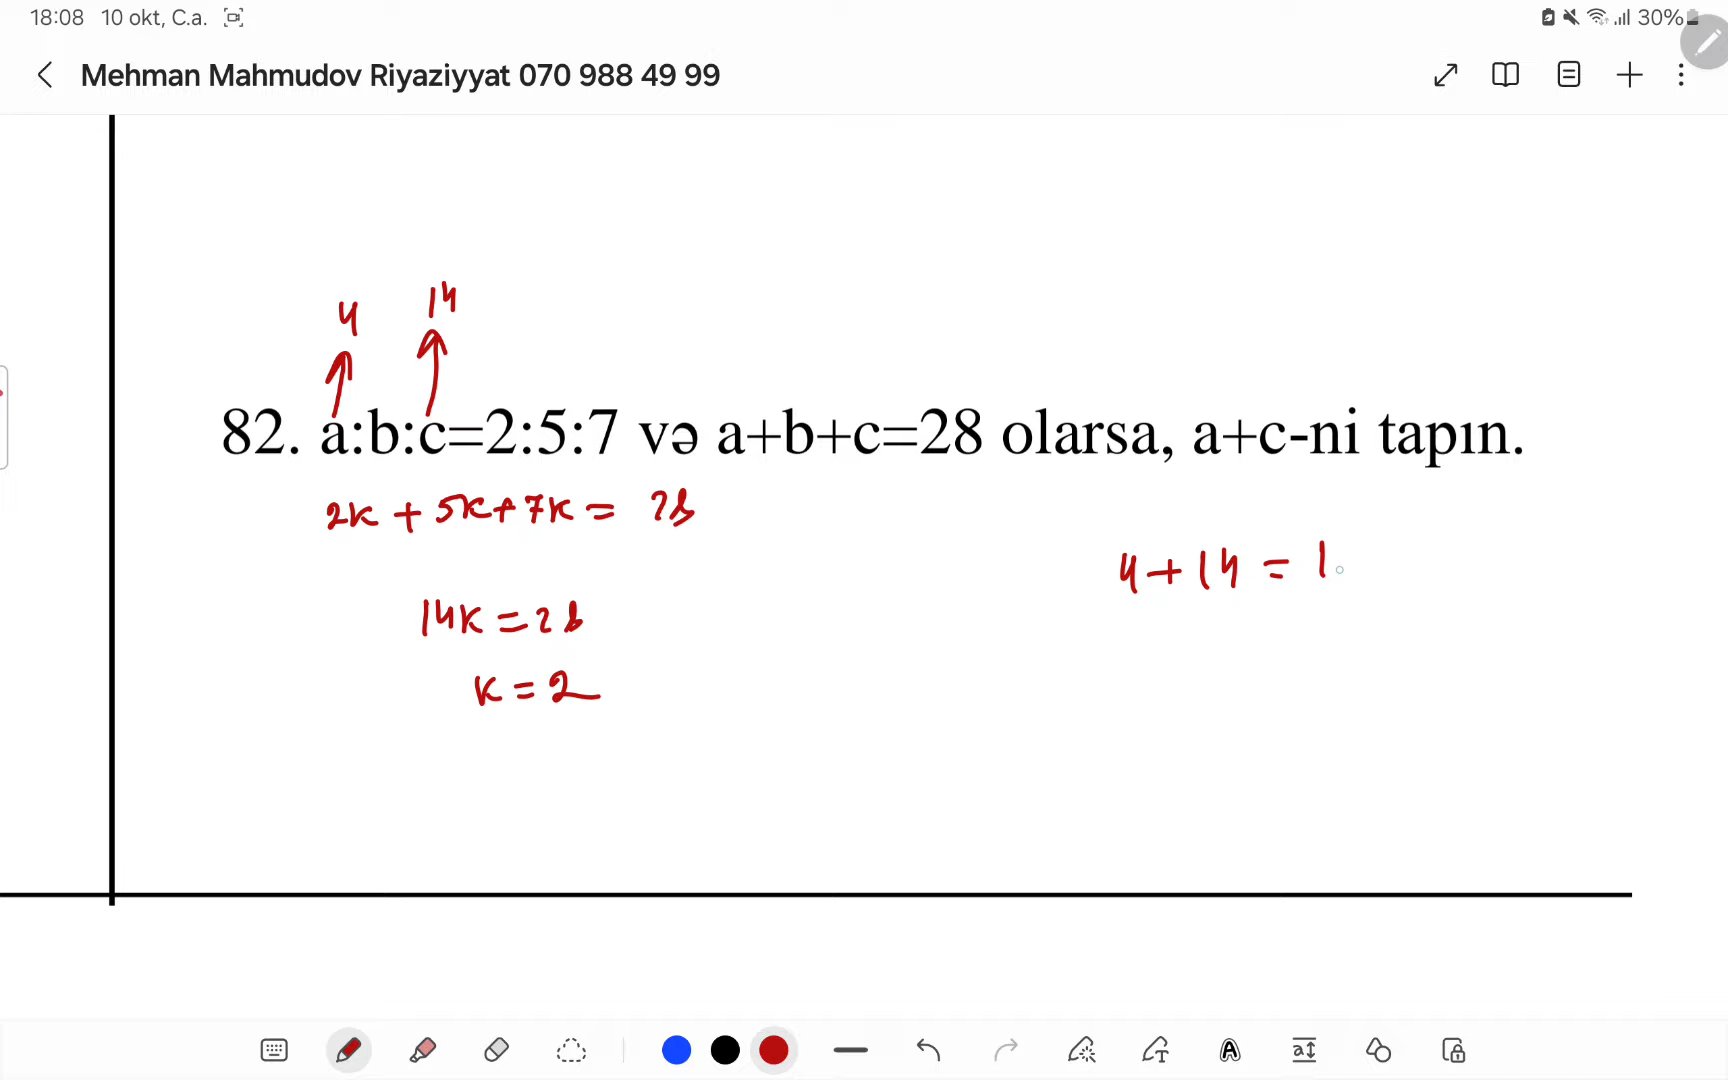 18:08 10 okt, C.a. 30%
Mehman Mahmudov Riyaziyyat 070 988 49 99
4 14
82. a:b:c=2:5:7 və a+b+c=28 olarsa, a+c-ni tapın.
2k + 5k+7k = 28
4+14 = 1
14k = 28
k = 2